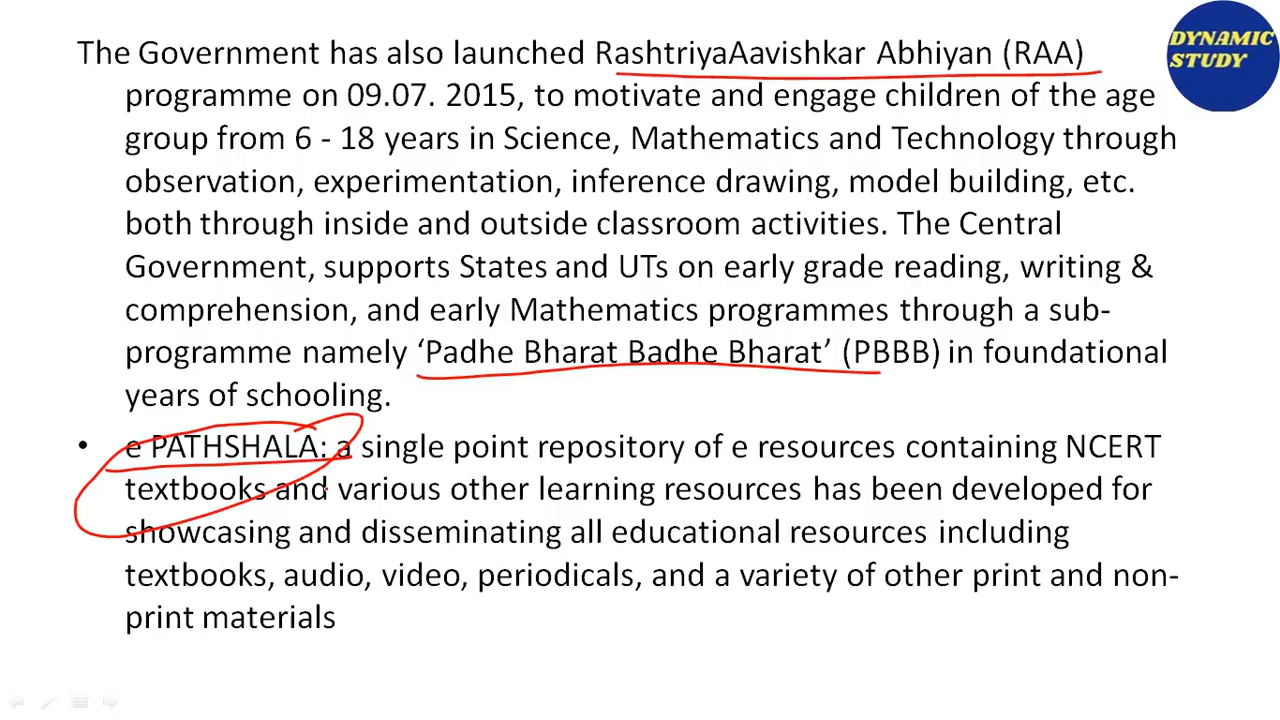 DYNAMIC
STUDY
The Government has also launched RashtriyaAavishkar Abhiyan (RAA)
programme on 09.07. 2015, to motivate and engage children of the age
group from 6 - 18 years in Science, Mathematics and Technology through
observation, experimentation, inference drawing, model building, etc.
both through inside and outside classroom activities. The Central
Government, supports States and UTs on early grade reading, writing &
comprehension, and early Mathematics programmes through a sub-
programme namely ‘Padhe Bharat Badhe Bharat’ (PBBB) in foundational
years of schooling.
• e PATHSHALA: a single point repository of e resources containing NCERT
textbooks and various other learning resources has been developed for
showcasing and disseminating all educational resources including
textbooks, audio, video, periodicals, and a variety of other print and non-
print materials